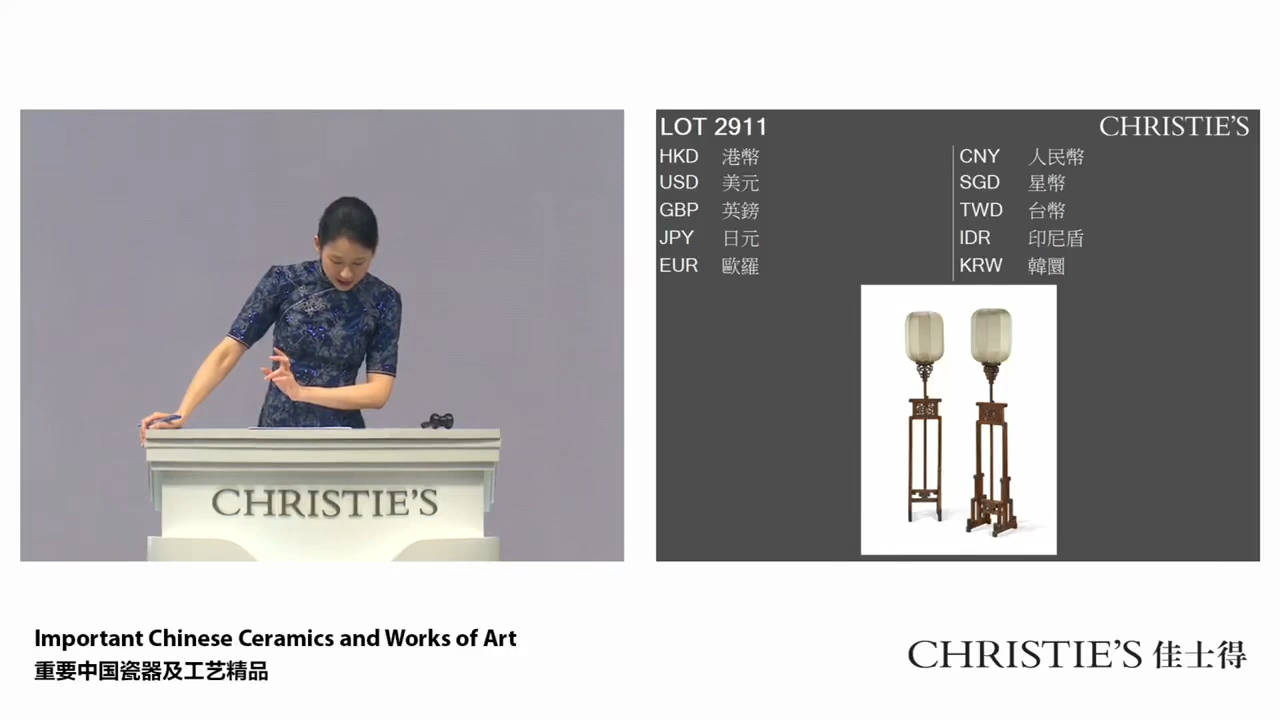 LOT 2911
CHRISTIE'S
HKD 港幣
CNY 人民幣
USD 美元
SGD 星幣
GBP 英鎊
TWD 台幣
JPY 日元
IDR 印尼盾
EUR 歐羅
KRW 韓圜
CHRISTIE'S
Important Chinese Ceramics and Works of Art
重要中国瓷器及工艺精品
CHRISTIE'S 佳士得